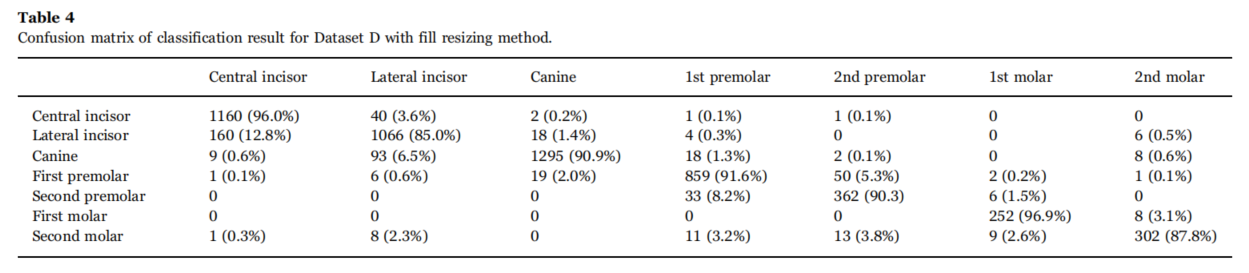 Table 4
Confusion matrix of classification result for Dataset D with fill resizing method.
Central incisor Lateral incisor Canine 1st premolar 2nd premolar 1st molar 2nd molar
Central incisor 1160 (96.0%) 40 (3.6%) 2 (0.2%) 1 (0.1%) 1 (0.1%) 0 0
Lateral incisor 160 (12.8%) 1066 (85.0%) 18 (1.4%) 4 (0.3%) 0 0 6 (0.5%)
Canine 9 (0.6%) 93 (6.5%) 1295 (90.9%) 18 (1.3%) 2 (0.1%) 0 8 (0.6%)
First premolar 1 (0.1%) 6 (0.6%) 19 (2.0%) 859 (91.6%) 50 (5.3%) 2 (0.2%) 1 (0.1%)
Second premolar 0 0 0 33 (8.2%) 362 (90.3) 6 (1.5%) 0
First molar 0 0 0 0 0 252 (96.9%) 8 (3.1%)
Second molar 1 (0.3%) 8 (2.3%) 0 11 (3.2%) 13 (3.8%) 9 (2.6%) 302 (87.8%)